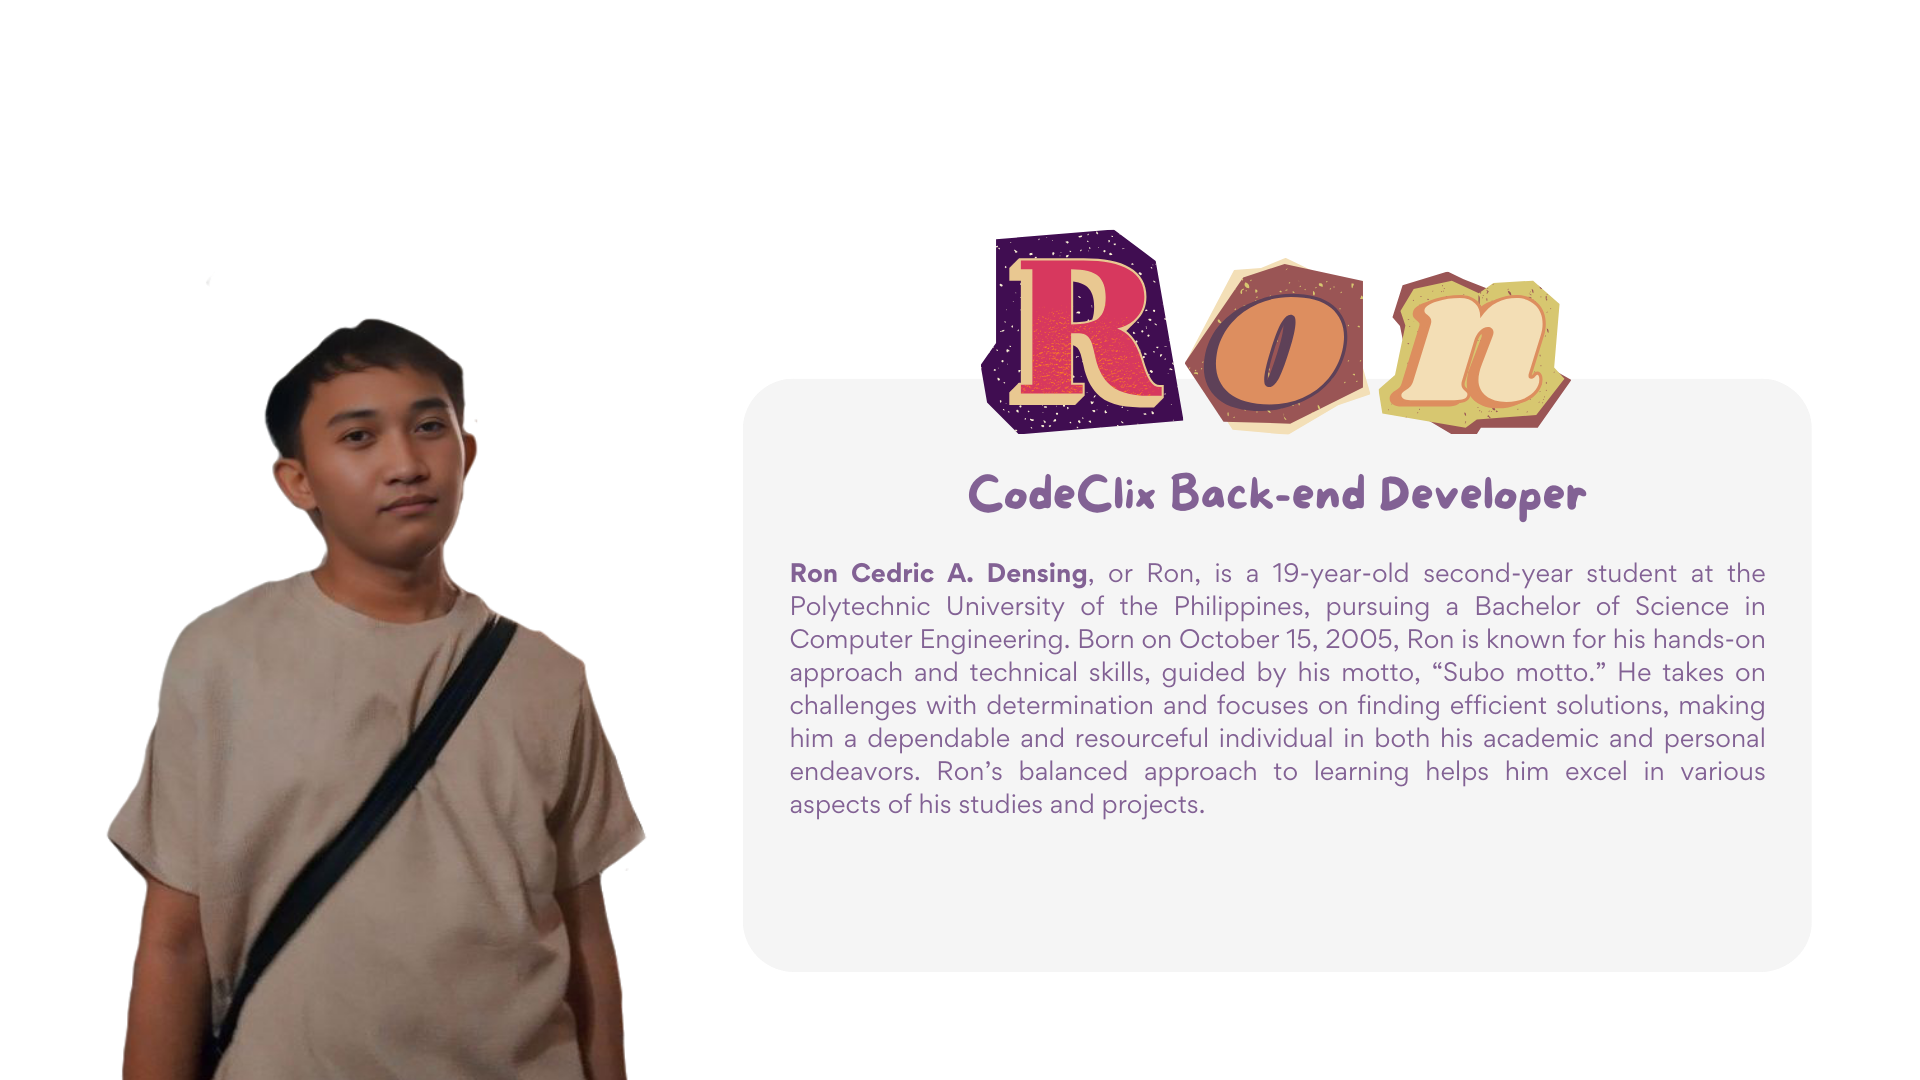 Ron
CodeClix Back-end Developer
Ron Cedric A. Densing, or Ron, is a 19-year-old second-year student at the
Polytechnic University of the Philippines, pursuing a Bachelor of Science in
Computer Engineering. Born on October 15, 2005, Ron is known for his hands-on
approach and technical skills, guided by his motto, “Subo motto.” He takes on
challenges with determination and focuses on finding efficient solutions, making
him a dependable and resourceful individual in both his academic and personal
endeavors. Ron’s balanced approach to learning helps him excel in various
aspects of his studies and projects.